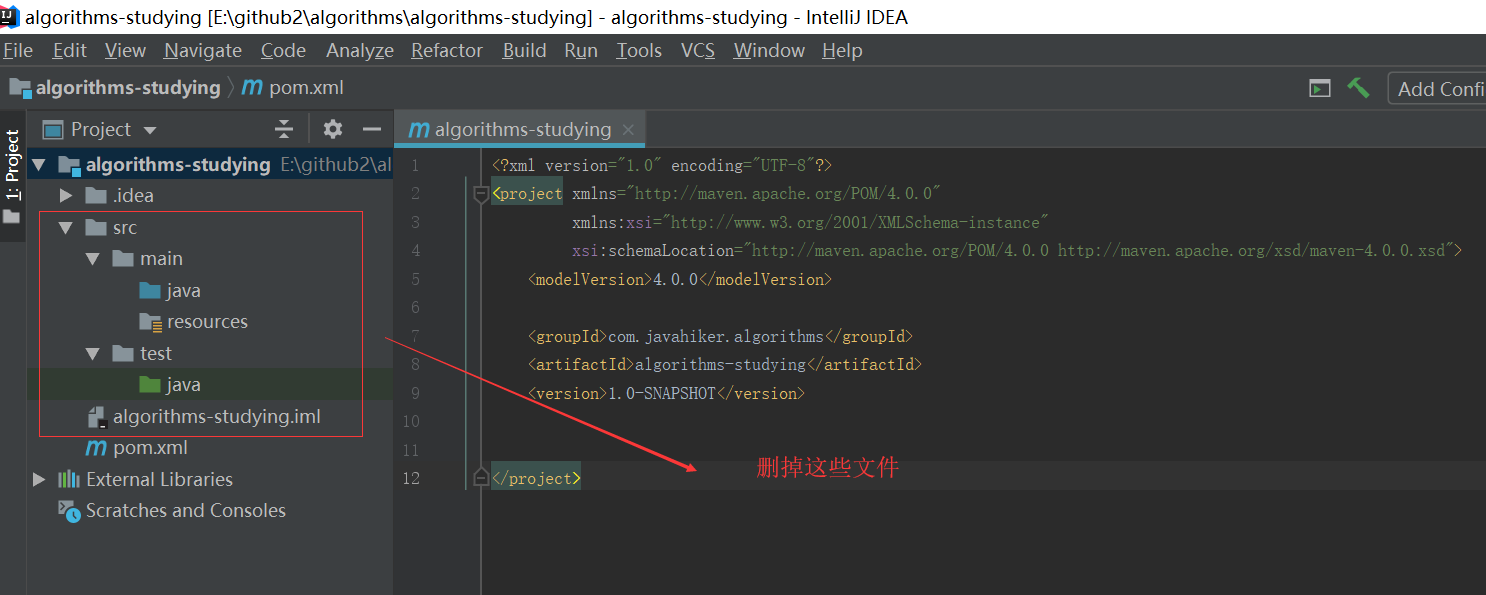 IJ
algorithms-studying [E:\github2\algorithms\algorithms-studying] - algorithms-studying - IntelliJ IDEA
File Edit View Navigate Code Analyze Refactor Build Run Tools VCS Window Help
algorithms-studying m pom.xml
Add Confi
1: Project
Project
algorithms-studying E:\github2\al
.idea
src
main
java
resources
test
java
algorithms-studying.iml
m pom.xml
External Libraries
Scratches and Consoles
m algorithms-studying ×
1 <?xml version="1.0" encoding="UTF-8"?>
2 <project xmlns="http://maven.apache.org/POM/4.0.0"
3 xmlns:xsi="http://www.w3.org/2001/XMLSchema-instance"
4 xsi:schemaLocation="http://maven.apache.org/POM/4.0.0 http://maven.apache.org/xsd/maven-4.0.0.xsd">
5 <modelVersion>4.0.0</modelVersion>
6
7 <groupId>com.javahiker.algorithms</groupId>
8 <artifactId>algorithms-studying</artifactId>
9 <version>1.0-SNAPSHOT</version>
10
11
12 </project>
删掉这些文件